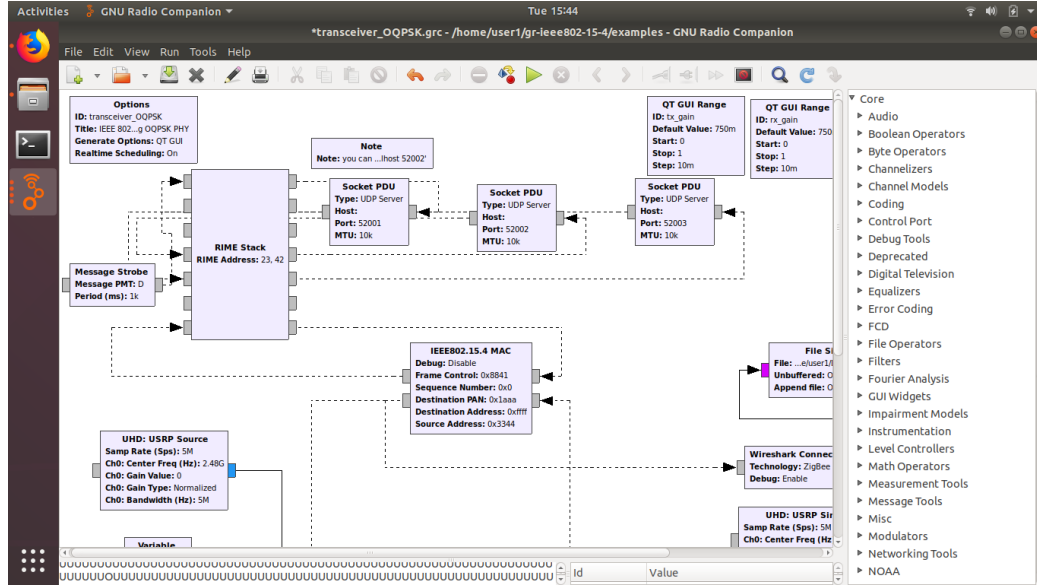 Activities
GNU Radio Companion
Tue 15:44
*transceiver_OQPSK.grc - /home/user1/gr-ieee802-15-4/examples - GNU Radio Companion
File Edit View Run Tools Help
Options
ID: transceiver_OQPSK
Title: IEEE 802...g OQPSK PHY
Generate Options: QT GUI
Realtime Scheduling: On
Note
Note: you can ...lhost 52002'
QT GUI Range
ID: tx_gain
Default Value: 750m
Start: 0
Stop: 1
Step: 10m
QT GUI Range
ID: rx_gain
Default Value: 750
Start: 0
Stop: 1
Step: 10m
RIME Stack
RIME Address: 23, 42
Socket PDU
Type: UDP Server
Host:
Port: 52001
MTU: 10k
Socket PDU
Type: UDP Server
Host:
Port: 52002
MTU: 10k
Socket PDU
Type: UDP Server
Host:
Port: 52003
MTU: 10k
Message Strobe
Message PMT: D
Period (ms): 1k
IEEE802.15.4 MAC
Debug: Disable
Frame Control: 0x8841
Sequence Number: 0x0
Destination PAN: 0x1aaa
Destination Address: 0xffff
Source Address: 0x3344
File Si
File: ...e/user1/
Unbuffered: O
Append file: O
UHD: USRP Source
Samp Rate (Sps): 5M
Ch0: Center Freq (Hz): 2.48G
Ch0: Gain Value: 0
Ch0: Gain Type: Normalized
Ch0: Bandwidth (Hz): 5M
Wireshark Connec
Technology: ZigBee
Debug: Enable
UHD: USRP Sin
Samp Rate (Sps): 5M
Ch0: Center Freq (Hz
Variable
Id
Value
Core
Audio
Boolean Operators
Byte Operators
Channelizers
Channel Models
Coding
Control Port
Debug Tools
Deprecated
Digital Television
Equalizers
Error Coding
FCD
File Operators
Filters
Fourier Analysis
GUI Widgets
Impairment Models
Instrumentation
Level Controllers
Math Operators
Measurement Tools
Message Tools
Misc
Modulators
Networking Tools
NOAA